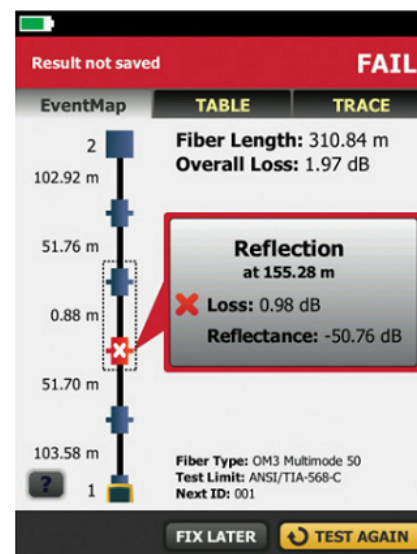 Result not saved
FAIL
EventMap
TABLE
TRACE
2
Fiber Length: 310.84 m
Overall Loss: 1.97 dB
102.92 m
51.76 m
Reflection
at 155.28 m
Loss: 0.98 dB
0.88 m
Reflectance: -50.76 dB
51.70 m
103.58 m
Fiber Type: OM3 Multimode 50
Test Limit: ANSI/TIA-568-C
Next ID: 001
?
1
FIX LATER
TEST AGAIN